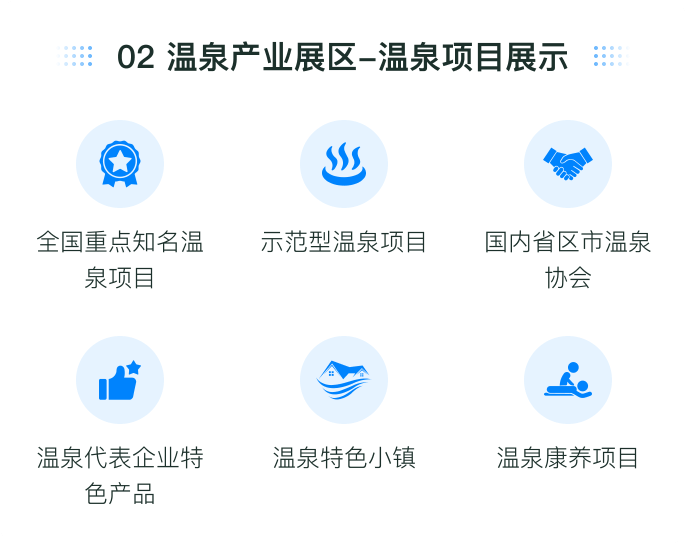 02 温泉产业展区–温泉项目展示
全国重点知名温
泉项目
示范型温泉项目
国内省区市温泉
协会
温泉代表企业特
色产品
温泉特色小镇
温泉康养项目